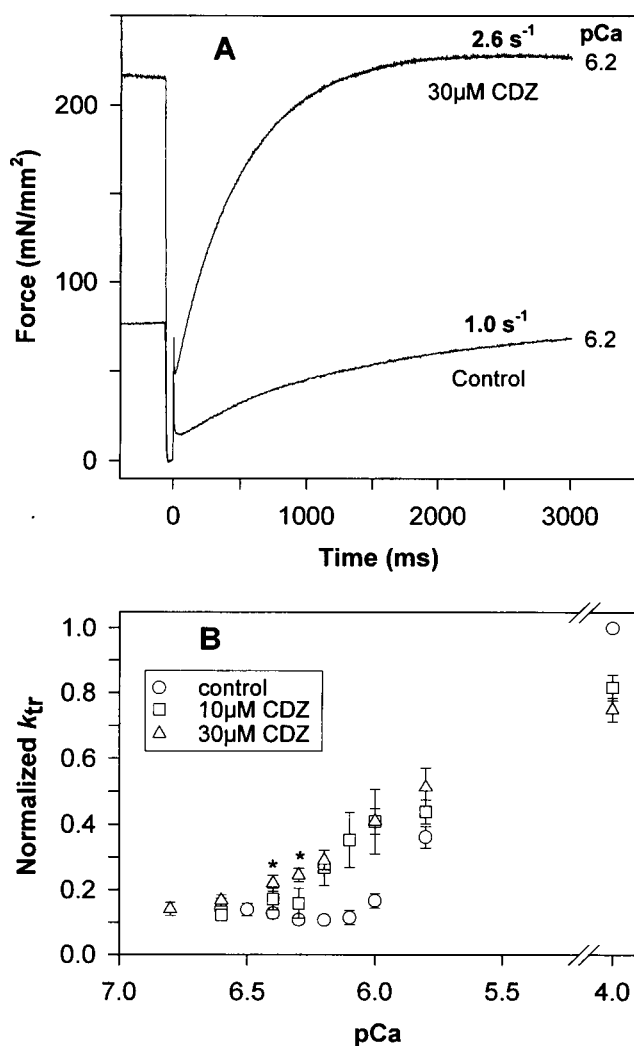 A
2.6 s⁻¹
pCa
6.2
30µM CDZ
1.0 s⁻¹
6.2
Control
Force (mN/mm²)
200
100
0
0 1000 2000 3000
Time (ms)
B
control
10µM CDZ
30µM CDZ
* *
Normalized ktr
1.0
0.8
0.6
0.4
0.2
0.0
7.0 6.5 6.0 5.5 4.0
pCa